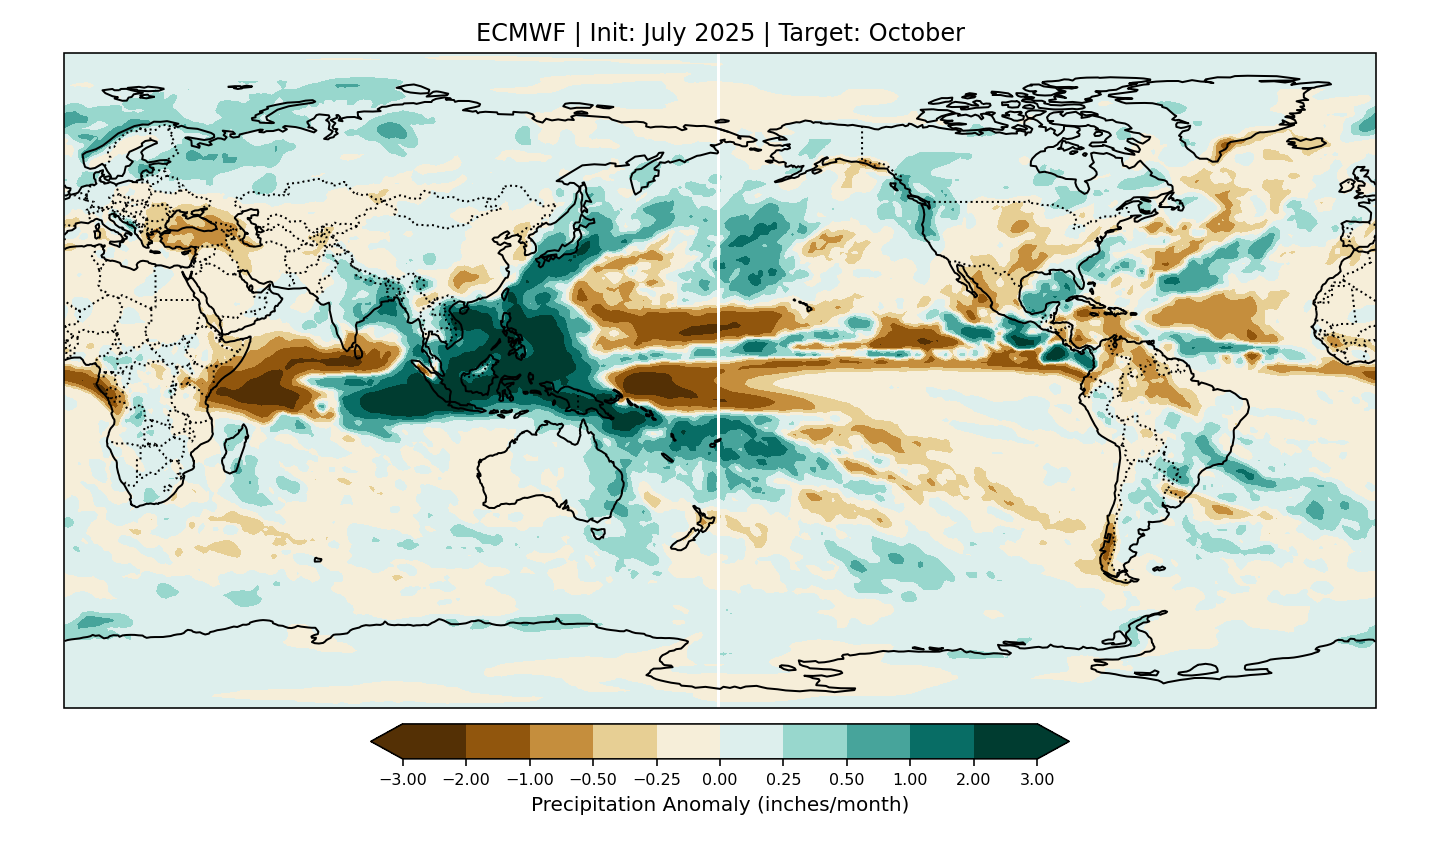 ECMWF | Init: July 2025 | Target: October
−3.00 −2.00 −1.00 −0.50 −0.25 0.00 0.25 0.50 1.00 2.00 3.00
Precipitation Anomaly (inches/month)